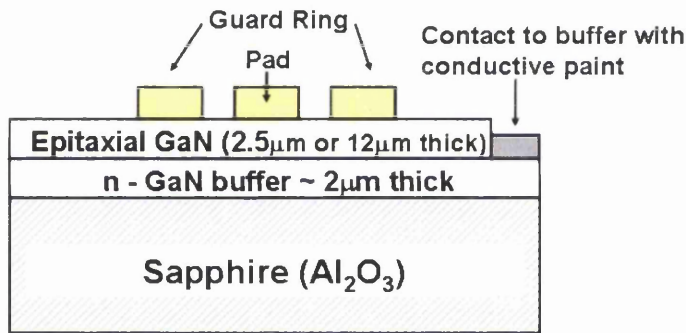 Guard Ring
Pad
Contact to buffer with
conductive paint
Epitaxial GaN (2.5μm or 12μm thick)
n - GaN buffer ~ 2μm thick
Sapphire (Al₂O₃)